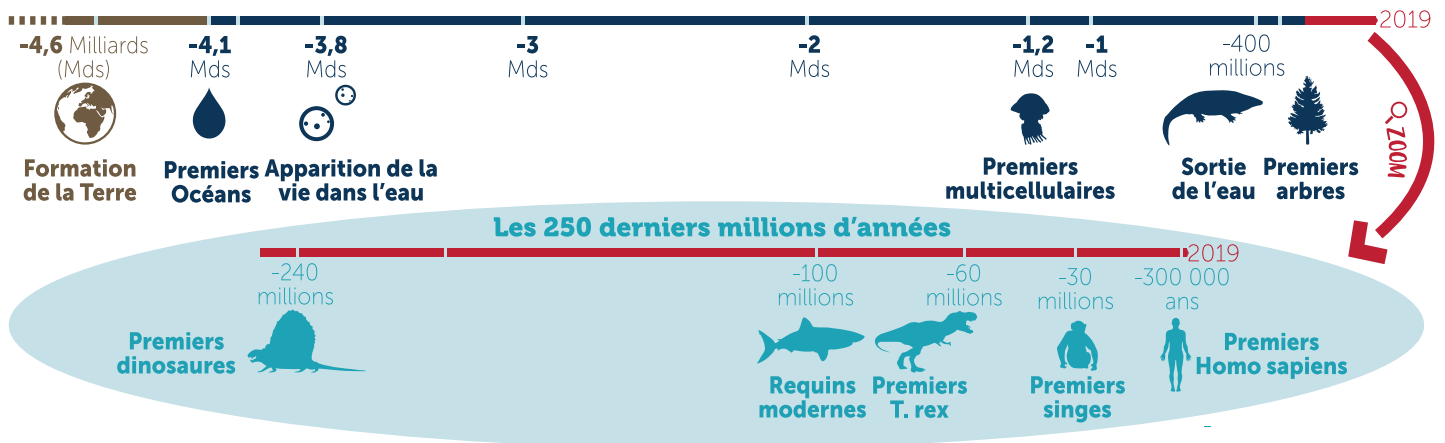 2019
-4,6 Milliards
(Mds)
-4,1
Mds
-3,8
Mds
-3
Mds
-2
Mds
-1,2
Mds
-1
Mds
-400
millions
ZOOM
Formation
de la Terre
Premiers
Océans
Apparition de la
vie dans l'eau
Premiers
multicellulaires
Sortie
de l'eau
Premiers
arbres
Les 250 derniers millions d'années
2019
-240
millions
-100
millions
-60
millions
-30
millions
-300 000
ans
Premiers
dinosaures
Requins
modernes
Premiers
T. rex
Premiers
singes
Premiers
Homo sapiens